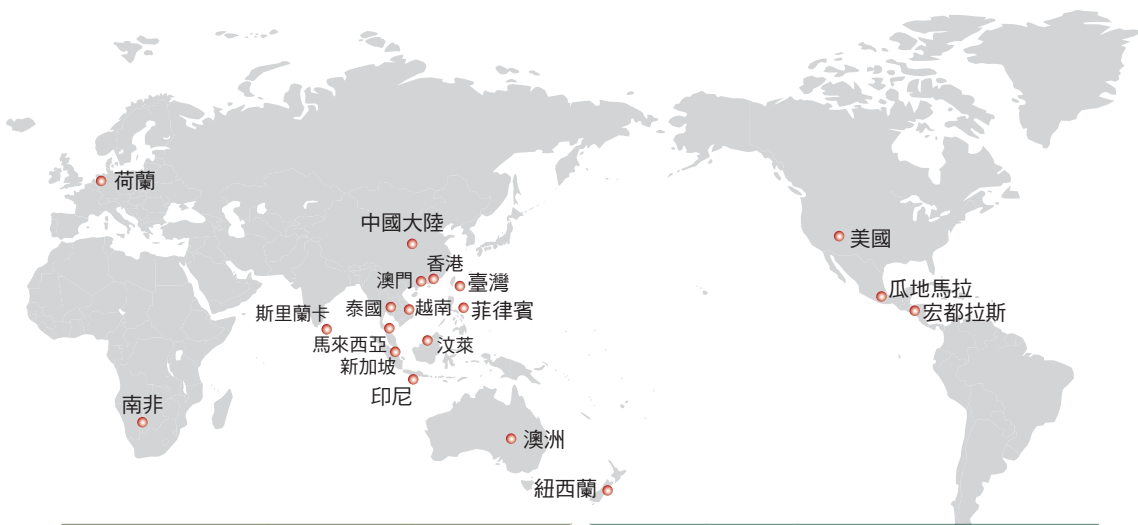 荷蘭
中國大陸
香港
澳門
臺灣
斯里蘭卡
泰國
越南
菲律賓
馬來西亞
汶萊
新加坡
印尼
南非
澳洲
紐西蘭
美國
瓜地馬拉
宏都拉斯